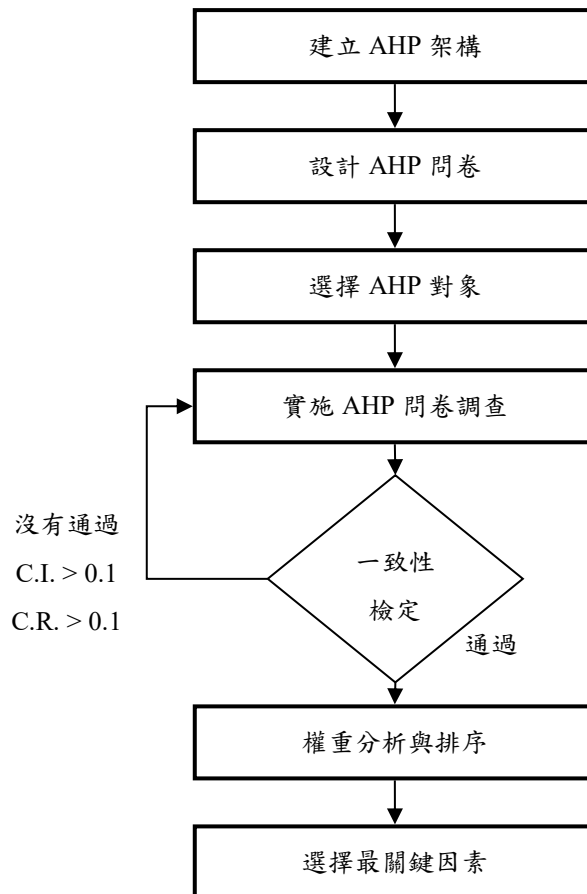 建立 AHP 架構
設計 AHP 問卷
選擇 AHP 對象
實施 AHP 問卷調查
沒有通過
C.I. > 0.1
C.R. > 0.1
一致性
檢定
通過
權重分析與排序
選擇最關鍵因素